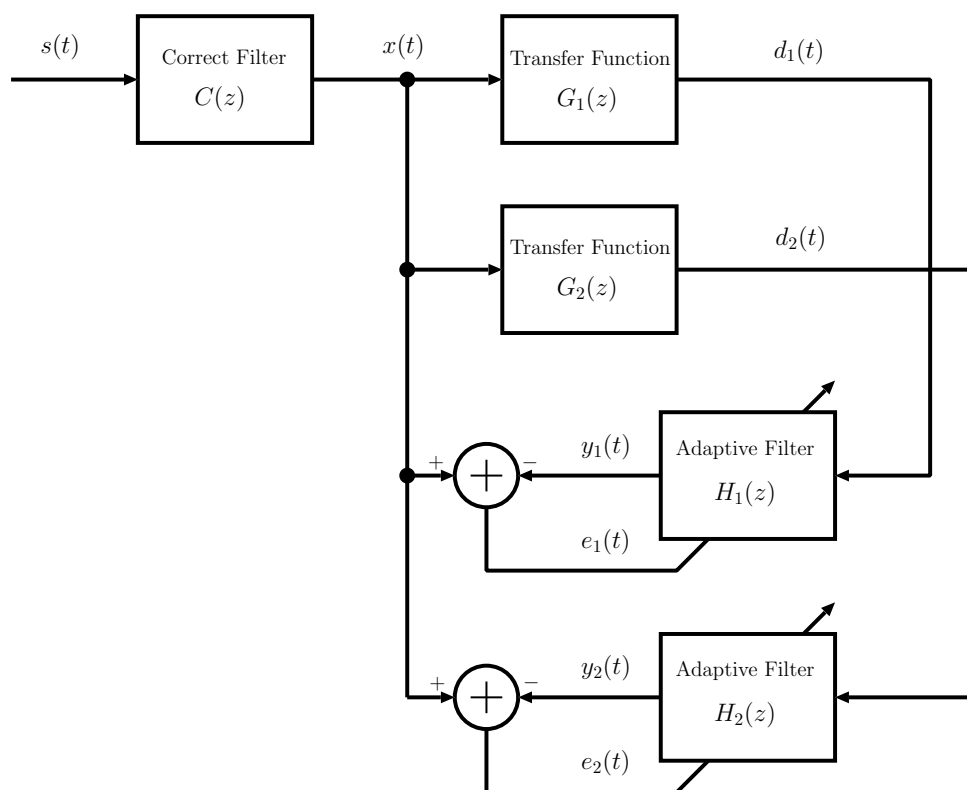 s(t)
Correct Filter
C(z)
x(t)
Transfer Function
G₁(z)
d₁(t)
Transfer Function
G₂(z)
d₂(t)
+
−
y₁(t)
Adaptive Filter
H₁(z)
e₁(t)
+
−
y₂(t)
Adaptive Filter
H₂(z)
e₂(t)